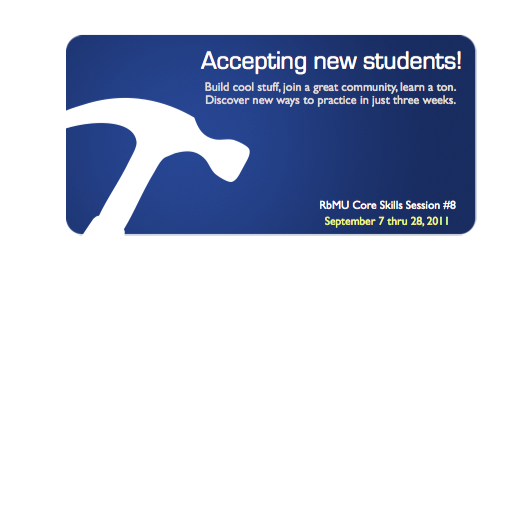 Accepting new students!
Build cool stuff, join a great community, learn a ton.
Discover new ways to practice in just three weeks.
RbMU Core Skills Session #8
September 7 thru 28, 2011